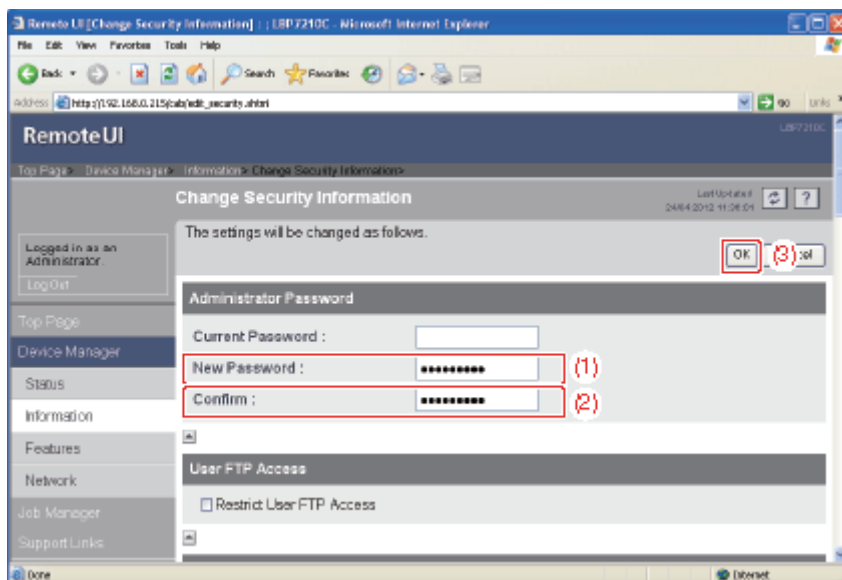 Remote UI [Change Security Information] : ; LBP7210C - Microsoft Internet Explorer
File Edit View Favorites Tools Help
Back Search Favorites
Address http://192.168.0.215/cab/edit_security.shtml Go Links
RemoteUI LBP7210C
Top Page> Device Manager> Information> Change Security Information>
Change Security Information Last Updated
24/04/2012 11:36:01 ?
The settings will be changed as follows.
Logged in as an
Administrator.
OK (3)
Log Out
Administrator Password
Top Page
Current Password :
Device Manager
New Password : ●●●●●●●●● (1)
Status
Confirm : ●●●●●●●●● (2)
Information
Features
User FTP Access
Network
Restrict User FTP Access
Job Manager
Support Links
Done Internet